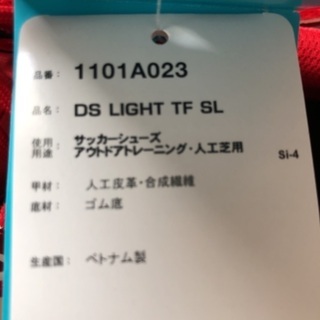 品番: 1101A023
品名: DS LIGHT TF SL
使用用途: サッカーシューズ
アウトドアトレーニング・人工芝用
Si-4
甲材: 人工皮革・合成繊維
底材: ゴム底
生産国: ベトナム製